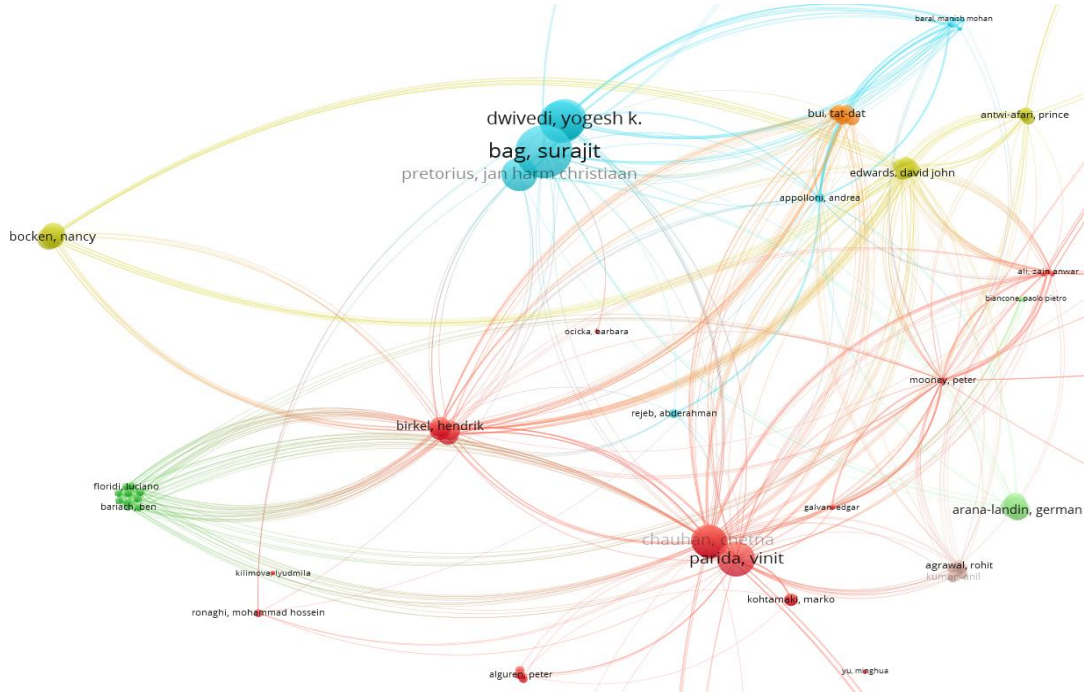 baral, manish mohan
dwivedi, yogesh k.
bui, tat-dat
antwi-afari, prince
bag, surajit
pretorius, jan harm christiaan
edwards, david john
appolloni, andrea
bocken, nancy
ali, zain anwar
biancone, paolo pietro
ocicka, barbara
mooney, peter
rejeb, abderahman
birkel, hendrik
floridi, luciano
bariach, ben
galvan, edgar
arana-landin, german
chauhan, chetna
parida, vinit
agrawal, rohit
kumar, anil
kilimova, lyudmila
kohtamaki, marko
ronaghi, mohammad hossein
alguren, peter
yu, minghua